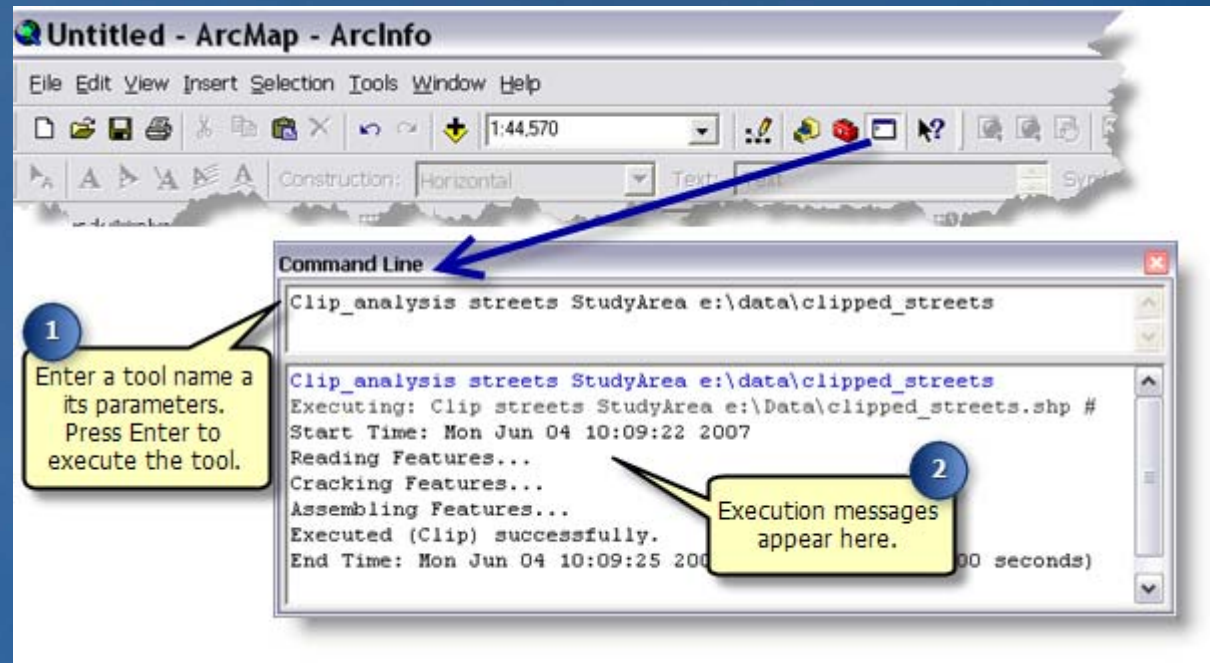 Untitled - ArcMap - ArcInfo
File Edit View Insert Selection Tools Window Help
1:44,570
Construction: Horizontal Text: Text
Command Line
Clip_analysis streets StudyArea e:\data\clipped_streets
1
Enter a tool name a
its parameters.
Press Enter to
execute the tool.
Clip_analysis streets StudyArea e:\data\clipped_streets
Executing: Clip streets StudyArea e:\Data\clipped_streets.shp #
Start Time: Mon Jun 04 10:09:22 2007
Reading Features...
Cracking Features...
Assembling Features...
Executed (Clip) successfully.
End Time: Mon Jun 04 10:09:25 200 00 seconds)
2
Execution messages
appear here.